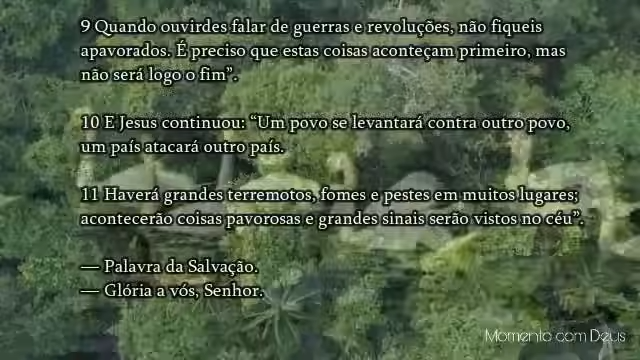 9 Quando ouvirdes falar de guerras e revoluções, não fiqueis
apavorados. É preciso que estas coisas aconteçam primeiro, mas
não será logo o fim”.
10 E Jesus continuou: “Um povo se levantará contra outro povo,
um país atacará outro país.
11 Haverá grandes terremotos, fomes e pestes em muitos lugares;
acontecerão coisas pavorosas e grandes sinais serão vistos no céu”.
— Palavra da Salvação.
— Glória a vós, Senhor.
Momento com Deus